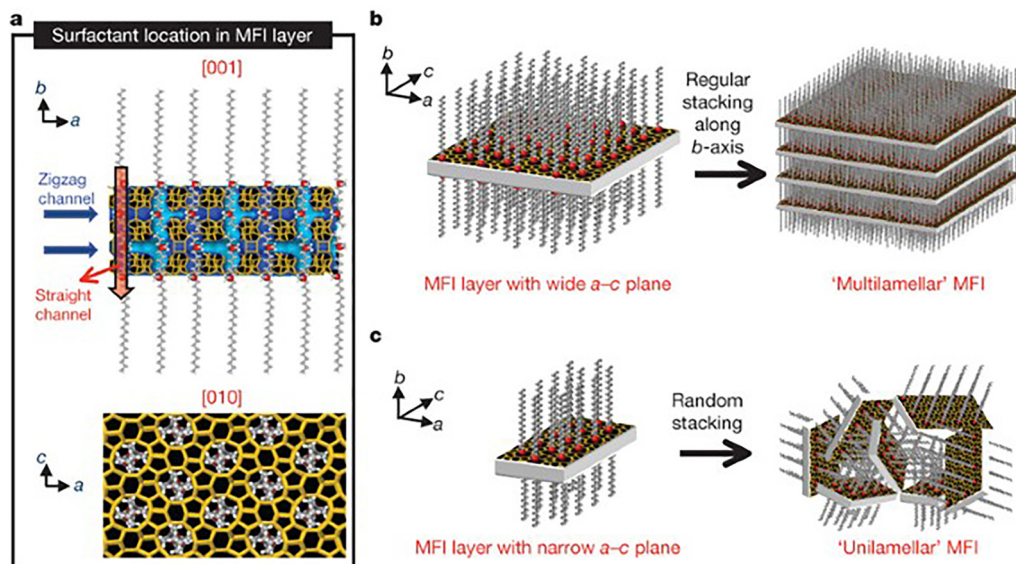 a
Surfactant location in MFI layer
[001]
b
a
Zigzag
channel
Straight
channel
[010]
c
a
b
b
c
a
Regular
stacking
along
b-axis
MFI layer with wide a–c plane
‘Multilamellar’ MFI
c
b
c
a
Random
stacking
MFI layer with narrow a–c plane
‘Unilamellar’ MFI